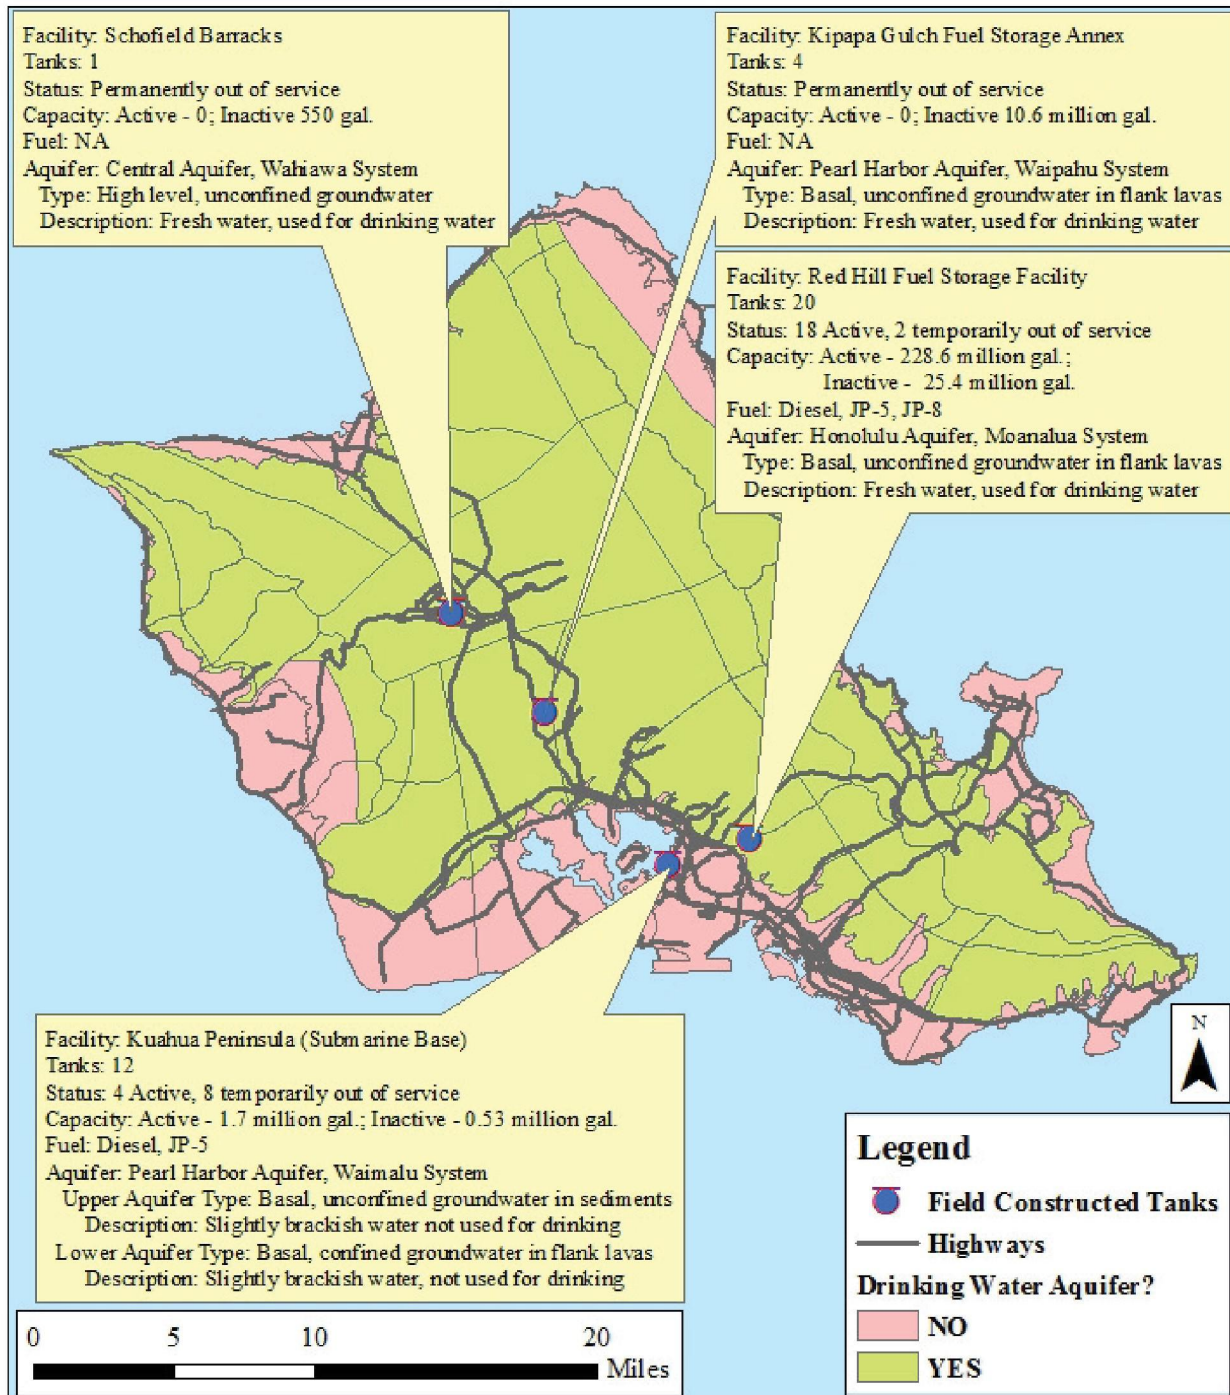 Facility: Schofield Barracks
Tanks: 1
Status: Permanently out of service
Capacity: Active - 0; Inactive 550 gal.
Fuel: NA
Aquifer: Central Aquifer, Wahiawa System
Type: High level, unconfined groundwater
Description: Fresh water, used for drinking water
Facility: Kipapa Gulch Fuel Storage Annex
Tanks: 4
Status: Permanently out of service
Capacity: Active - 0; Inactive 10.6 million gal.
Fuel: NA
Aquifer: Pearl Harbor Aquifer, Waipahu System
Type: Basal, unconfined groundwater in flank lavas
Description: Fresh water, used for drinking water
Facility: Red Hill Fuel Storage Facility
Tanks: 20
Status: 18 Active, 2 temporarily out of service
Capacity: Active - 228.6 million gal.;
Inactive - 25.4 million gal.
Fuel: Diesel, JP-5, JP-8
Aquifer: Honolulu Aquifer, Moanalua System
Type: Basal, unconfined groundwater in flank lavas
Description: Fresh water, used for drinking water
Facility: Kuahua Peninsula (Submarine Base)
Tanks: 12
Status: 4 Active, 8 temporarily out of service
Capacity: Active - 1.7 million gal.; Inactive - 0.53 million gal.
Fuel: Diesel, JP-5
Aquifer: Pearl Harbor Aquifer, Waimalu System
Upper Aquifer Type: Basal, unconfined groundwater in sediments
Description: Slightly brackish water not used for drinking
Lower Aquifer Type: Basal, confined groundwater in flank lavas
Description: Slightly brackish water, not used for drinking
N
Legend
Field Constructed Tanks
Highways
Drinking Water Aquifer?
NO
YES
0 5 10 20
Miles